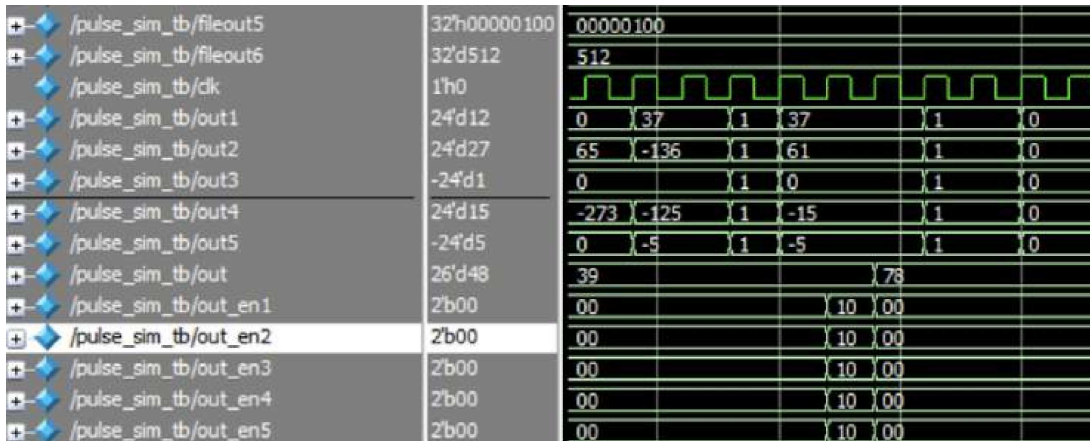 /pulse_sim_tb/fileout5 32'h00000100 00000100
/pulse_sim_tb/fileout6 32'd512 512
/pulse_sim_tb/clk 1'h0
/pulse_sim_tb/out1 24'd12 0 37 1 37 1 0
/pulse_sim_tb/out2 24'd27 65 -136 1 61 1 0
/pulse_sim_tb/out3 -24'd1 0 1 0 1 0
/pulse_sim_tb/out4 24'd15 -273 -125 1 -15 1 0
/pulse_sim_tb/out5 -24'd5 0 -5 1 -5 1 0
/pulse_sim_tb/out 26'd48 39 78
/pulse_sim_tb/out_en1 2'b00 00 10 00
/pulse_sim_tb/out_en2 2'b00 00 10 00
/pulse_sim_tb/out_en3 2'b00 00 10 00
/pulse_sim_tb/out_en4 2'b00 00 10 00
/pulse_sim_tb/out_en5 2'b00 00 10 00